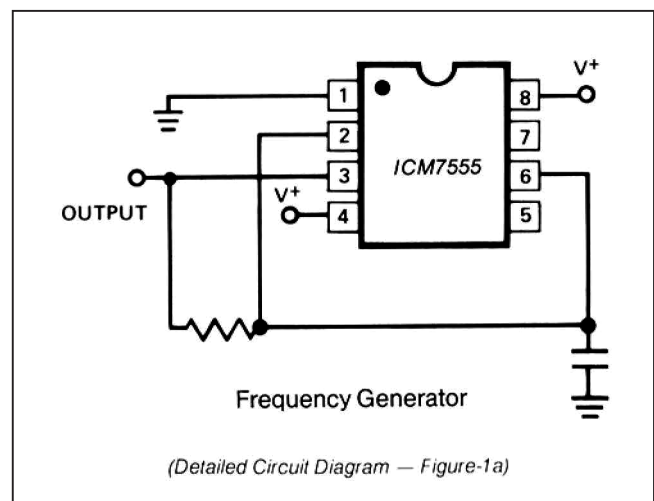 V+
1
8
2
7
ICM7555
3
6
OUTPUT
V+
4
5
Frequency Generator
(Detailed Circuit Diagram — Figure-1a)